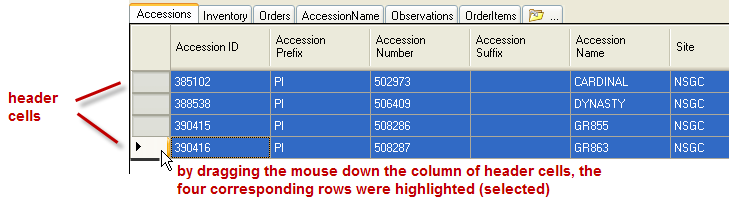 Accessions Inventory Orders AccessionName Observations OrderItems ...
Accession ID Accession Prefix Accession Number Accession Suffix Accession Name Site
385102 PI 502973 CARDINAL NSGC
388538 PI 506409 DYNASTY NSGC
390415 PI 508286 GR855 NSGC
390416 PI 508287 GR863 NSGC
header
cells
by dragging the mouse down the column of header cells, the
four corresponding rows were highlighted (selected)